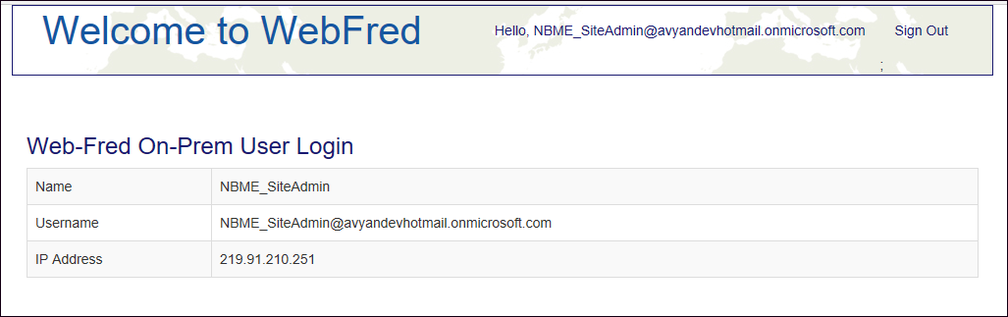 Welcome to WebFred
Hello, NBME_SiteAdmin@avyandevhotmail.onmicrosoft.com Sign Out
;
Web-Fred On-Prem User Login
Name NBME_SiteAdmin
Username NBME_SiteAdmin@avyandevhotmail.onmicrosoft.com
IP Address 219.91.210.251